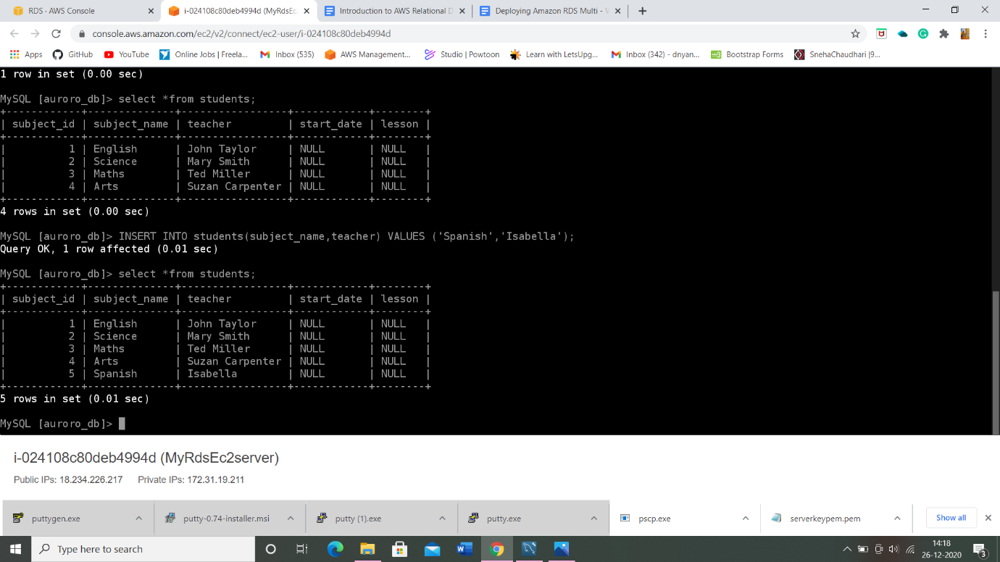 RDS · AWS Console
i-024108c80deb4994d (MyRdsEc
Introduction to AWS Relational D
Deploying Amazon RDS Multi - V
console.aws.amazon.com/ec2/v2/connect/ec2-user/i-024108c80deb4994d
Apps GitHub YouTube Online Jobs | Freela... Inbox (535) AWS Management... Studio | Powtoon Learn with LetsUpg... Inbox (342) - dnyan... Bootstrap Forms SnehaChaudhari |9...
1 row in set (0.00 sec)
MySQL [auroro_db]> select *from students;
+------------+--------------+-----------------+------------+--------+
| subject_id | subject_name | teacher         | start_date | lesson |
+------------+--------------+-----------------+------------+--------+
|          1 | English      | John Taylor     | NULL       | NULL   |
|          2 | Science      | Mary Smith      | NULL       | NULL   |
|          3 | Maths        | Ted Miller      | NULL       | NULL   |
|          4 | Arts         | Suzan Carpenter | NULL       | NULL   |
+------------+--------------+-----------------+------------+--------+
4 rows in set (0.00 sec)
MySQL [auroro_db]> INSERT INTO students(subject_name,teacher) VALUES ('Spanish','Isabella');
Query OK, 1 row affected (0.01 sec)
MySQL [auroro_db]> select *from students;
+------------+--------------+-----------------+------------+--------+
| subject_id | subject_name | teacher         | start_date | lesson |
+------------+--------------+-----------------+------------+--------+
|          1 | English      | John Taylor     | NULL       | NULL   |
|          2 | Science      | Mary Smith      | NULL       | NULL   |
|          3 | Maths        | Ted Miller      | NULL       | NULL   |
|          4 | Arts         | Suzan Carpenter | NULL       | NULL   |
|          5 | Spanish      | Isabella        | NULL       | NULL   |
+------------+--------------+-----------------+------------+--------+
5 rows in set (0.01 sec)
MySQL [auroro_db]>
i-024108c80deb4994d (MyRdsEc2server)
Public IPs: 18.234.226.217 Private IPs: 172.31.19.211
puttygen.exe putty-0.74-installer.msi putty (1).exe putty.exe pscp.exe serverkeypem.pem Show all
Type here to search
14:18
26-12-2020
3